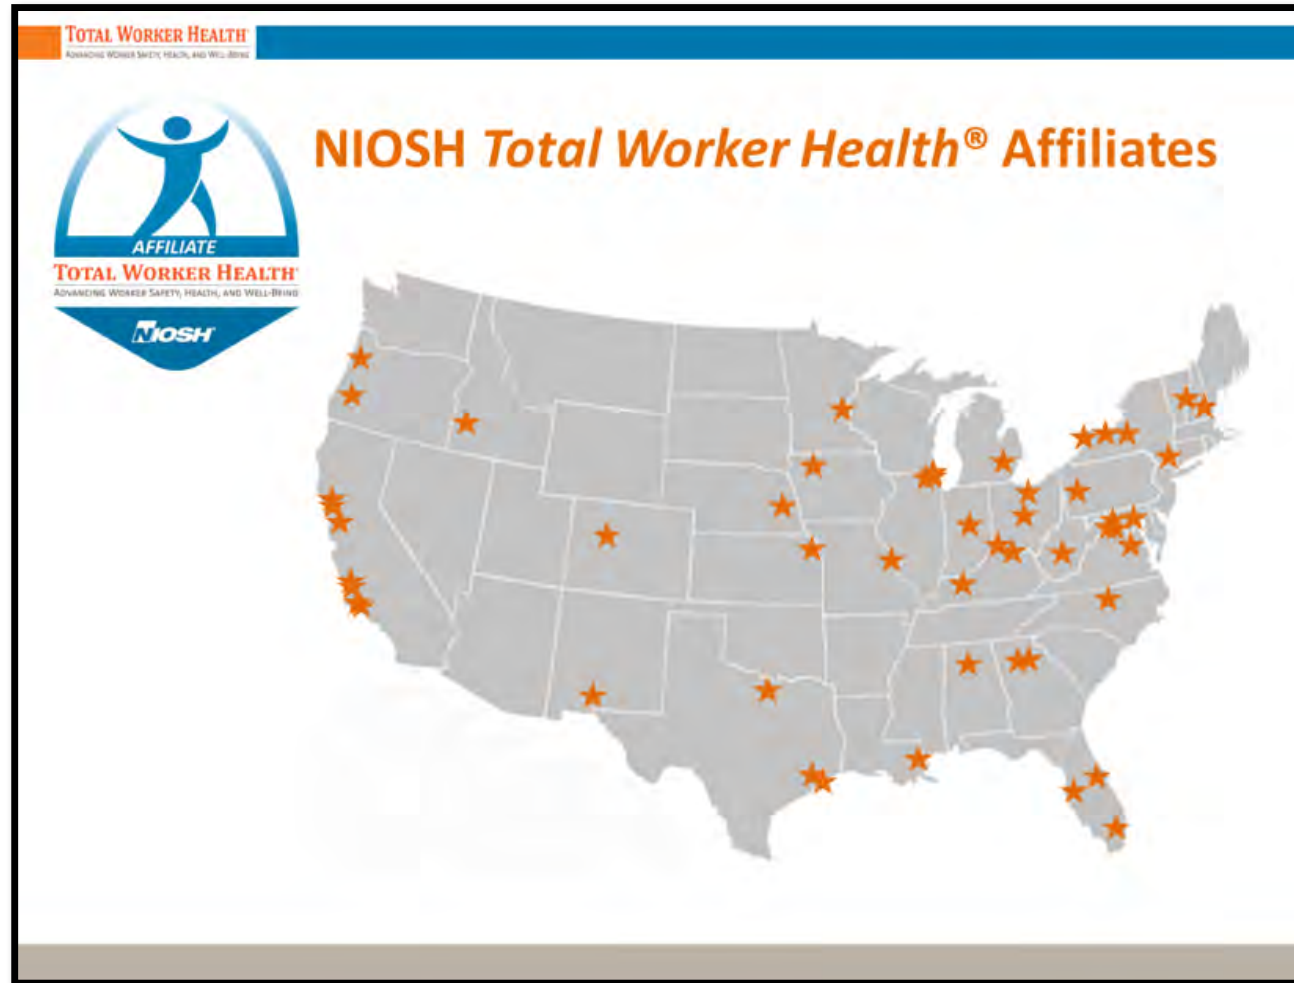 TOTAL WORKER HEALTH®
ADVANCING WORKER SAFETY, HEALTH, AND WELL-BEING
NIOSH Total Worker Health® Affiliates
AFFILIATE
TOTAL WORKER HEALTH®
ADVANCING WORKER SAFETY, HEALTH, AND WELL-BEING
NIOSH